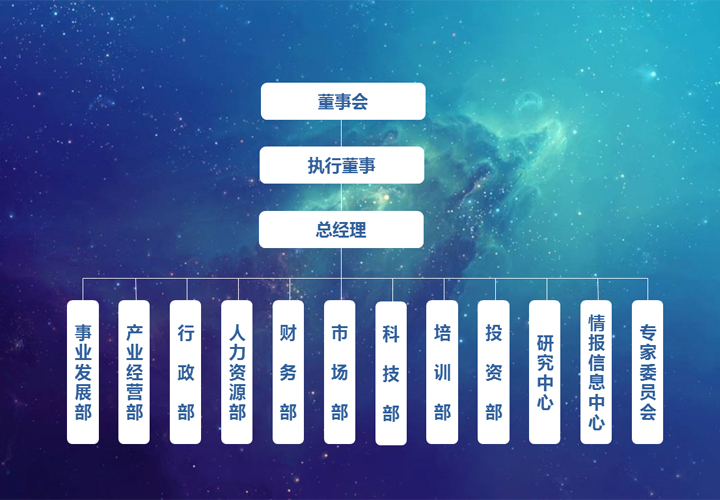 董事会
执行董事
总经理
事业发展部
产业经营部
行政部
人力资源部
财务部
市场部
科技部
培训部
投资部
研究中心
情报信息中心
专家委员会